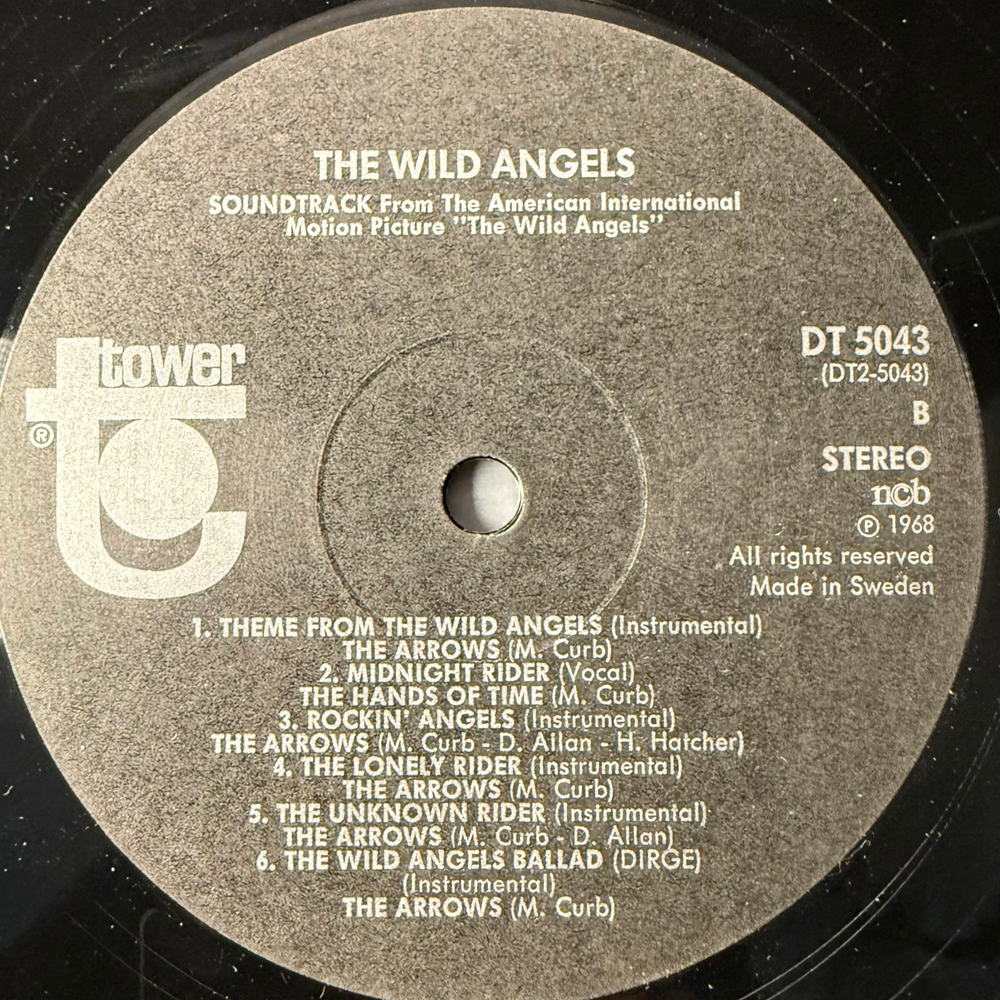 THE WILD ANGELS
SOUNDTRACK From The American International
Motion Picture "The Wild Angels"
tower
®
DT 5043
(DT2-5043)
B
STEREO
ncb
℗ 1968
All rights reserved
Made in Sweden
1. THEME FROM THE WILD ANGELS (Instrumental)
THE ARROWS (M. Curb)
2. MIDNIGHT RIDER (Vocal)
THE HANDS OF TIME (M. Curb)
3. ROCKIN' ANGELS (Instrumental)
THE ARROWS (M. Curb - D. Allan - H. Hatcher)
4. THE LONELY RIDER (Instrumental)
THE ARROWS (M. Curb)
5. THE UNKNOWN RIDER (Instrumental)
THE ARROWS (M. Curb - D. Allan)
6. THE WILD ANGELS BALLAD (DIRGE)
(Instrumental)
THE ARROWS (M. Curb)